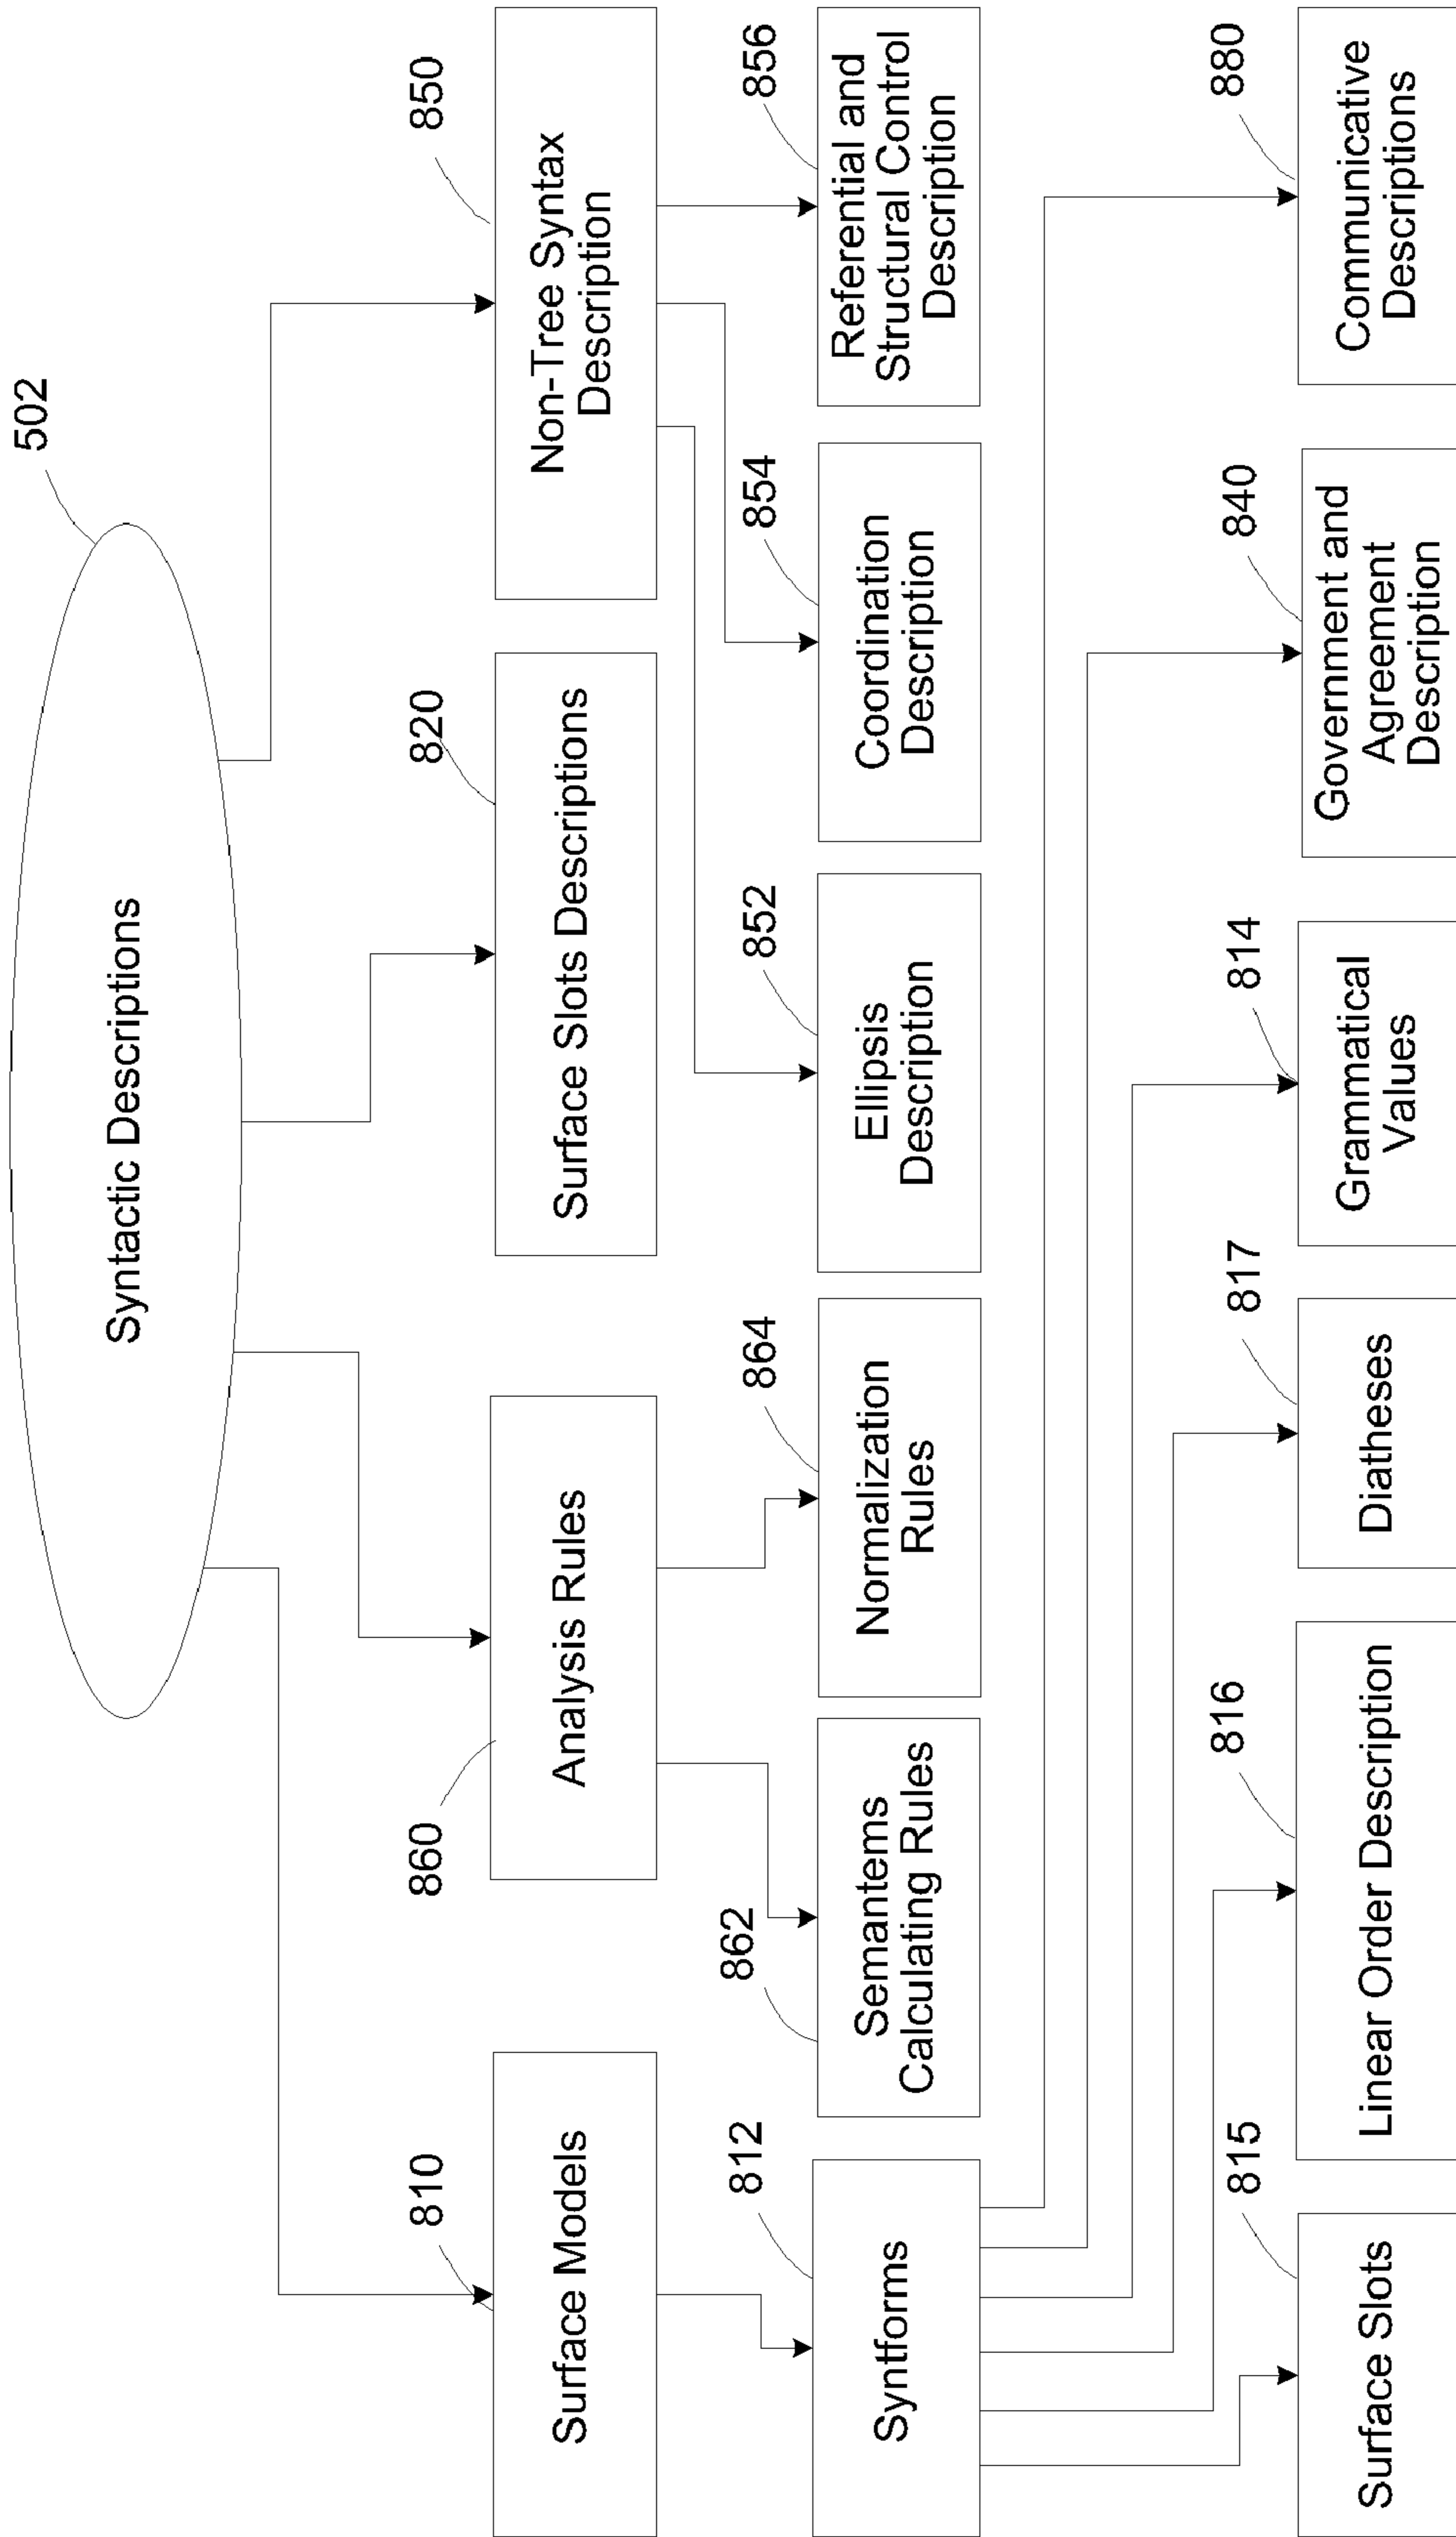 502
Syntactic Descriptions
810
Surface Models
860
Analysis Rules
820
Surface Slots Descriptions
850
Non-Tree Syntax
Description
812
Syntforms
862
Semantems
Calculating Rules
864
Normalization
Rules
852
Ellipsis
Description
854
Coordination
Description
856
Referential and
Structural Control
Description
815
Surface Slots
816
Linear Order Description
817
Diatheses
814
Grammatical
Values
840
Government and
Agreement
Description
880
Communicative
Descriptions